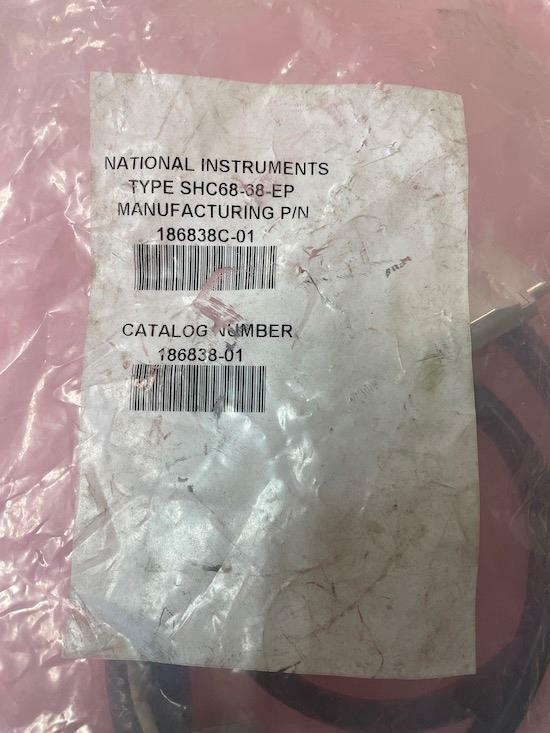 NATIONAL INSTRUMENTS
TYPE SHC68-68-EP
MANUFACTURING P/N
186838C-01
CATALOG NUMBER
186838-01